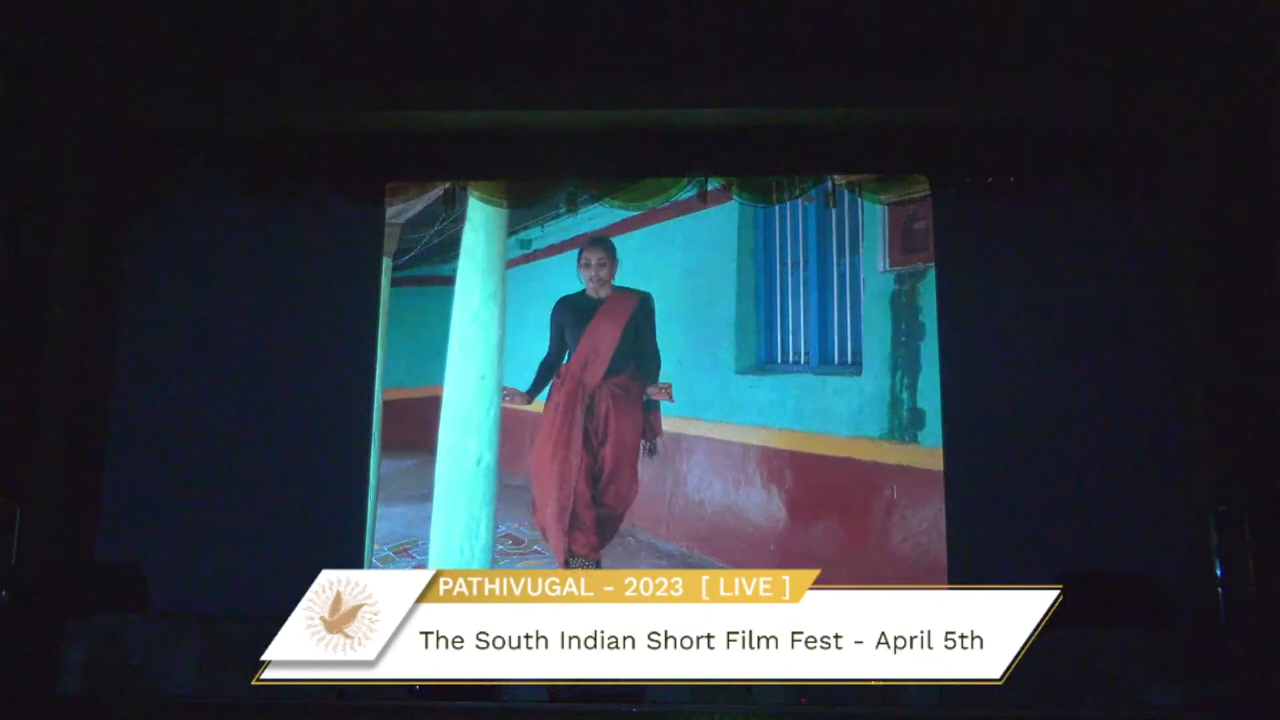 PATHIVUGAL - 2023 [ LIVE ]
The South Indian Short Film Fest - April 5th